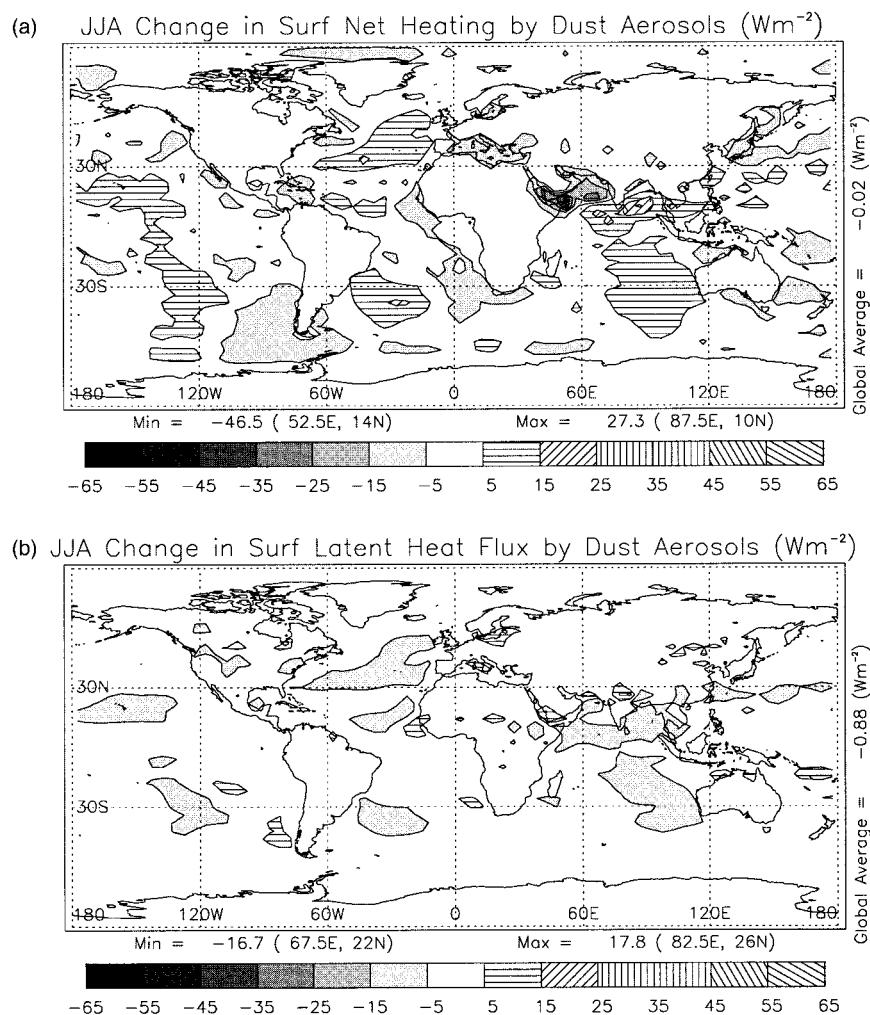 (a) JJA Change in Surf Net Heating by Dust Aerosols (Wm⁻²)
30N
30S
180 120W 60W 0 60E 120E 180
Global Average = -0.02 (Wm⁻²)
Min = -46.5 ( 52.5E, 14N) Max = 27.3 ( 87.5E, 10N)
-65 -55 -45 -35 -25 -15 -5 5 15 25 35 45 55 65
(b) JJA Change in Surf Latent Heat Flux by Dust Aerosols (Wm⁻²)
30N
30S
180 120W 60W 0 60E 120E 180
Global Average = -0.88 (Wm⁻²)
Min = -16.7 ( 67.5E, 22N) Max = 17.8 ( 82.5E, 26N)
-65 -55 -45 -35 -25 -15 -5 5 15 25 35 45 55 65